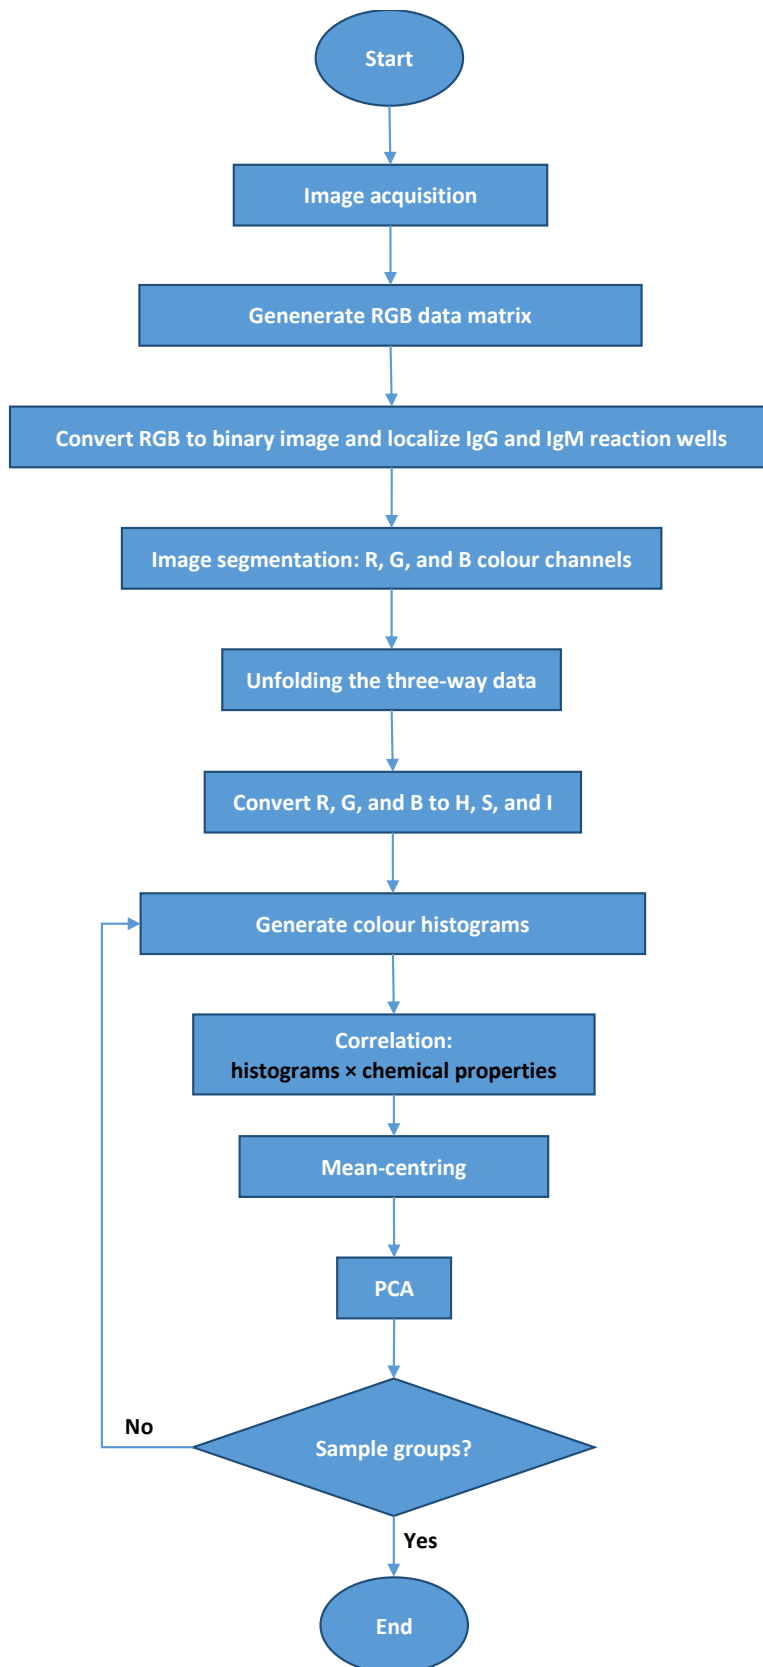 Start
Image acquisition
Genenerate RGB data matrix
Convert RGB to binary image and localize IgG and IgM reaction wells
Image segmentation: R, G, and B colour channels
Unfolding the three-way data
Convert R, G, and B to H, S, and I
Generate colour histograms
Correlation:
histograms × chemical properties
Mean-centring
PCA
Sample groups?
No
Yes
End